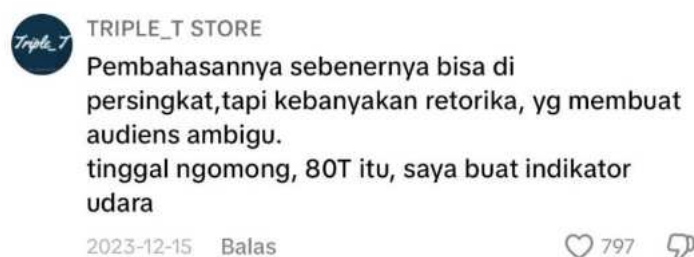 Triple_T
TRIPLE_T STORE
Pembahasannya sebenernya bisa di
persingkat,tapi kebanyakan retorika, yg membuat
audiens ambigu.
tinggal ngomong, 80T itu, saya buat indikator
udara
2023-12-15 Balas 797